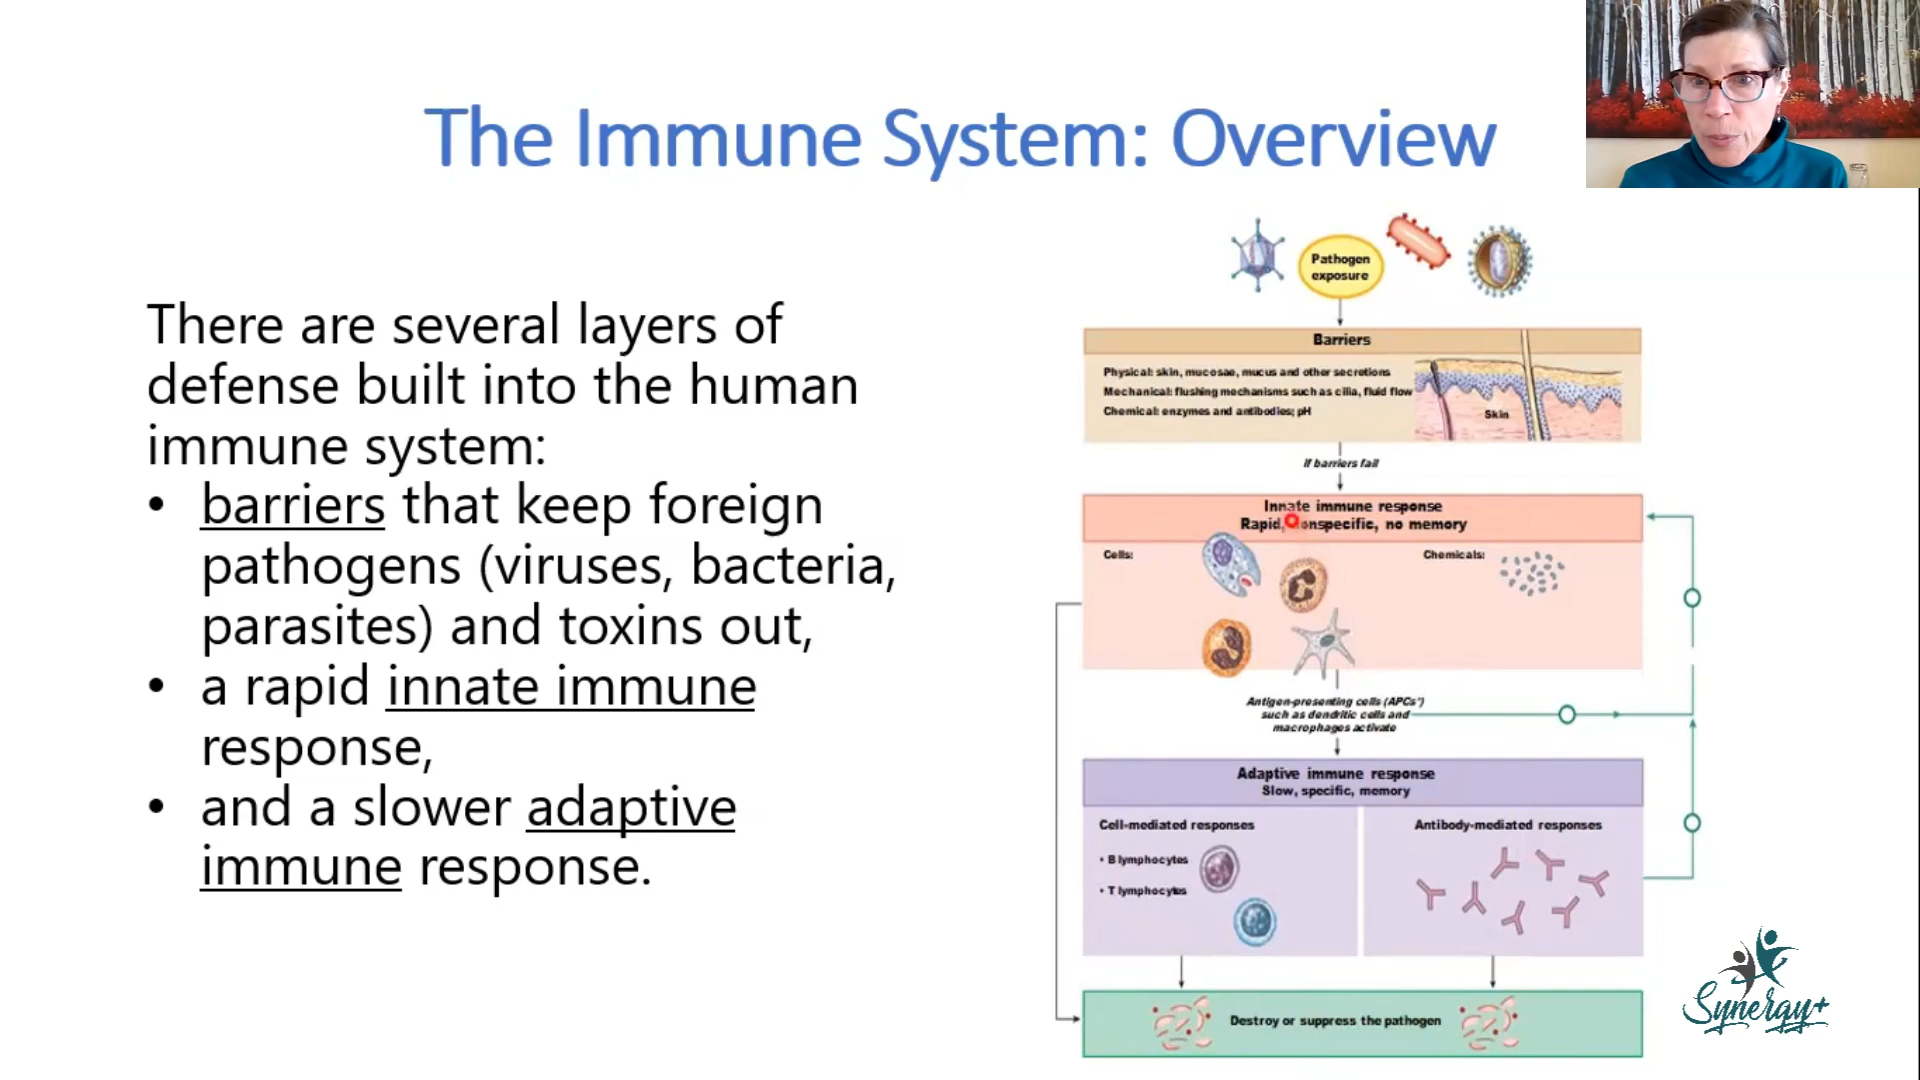 The Immune System: Overview
There are several layers of
defense built into the human
immune system:
• barriers that keep foreign
pathogens (viruses, bacteria,
parasites) and toxins out,
• a rapid innate immune
response,
• and a slower adaptive
immune response.
Pathogen
exposure
Barriers
Physical: skin, mucosae, mucus and other secretions
Mechanical: flushing mechanisms such as cilia, fluid flow
Chemical: enzymes and antibodies; pH
Skin
If barriers fail
Innate immune response
Rapid, nonspecific, no memory
Cells:
Chemicals:
Antigen-presenting cells (APCs*)
such as dendritic cells and
macrophages activate
Adaptive immune response
Slow, specific, memory
Cell-mediated responses
• B lymphocytes
• T lymphocytes
Antibody-mediated responses
Destroy or suppress the pathogen
Synergy+